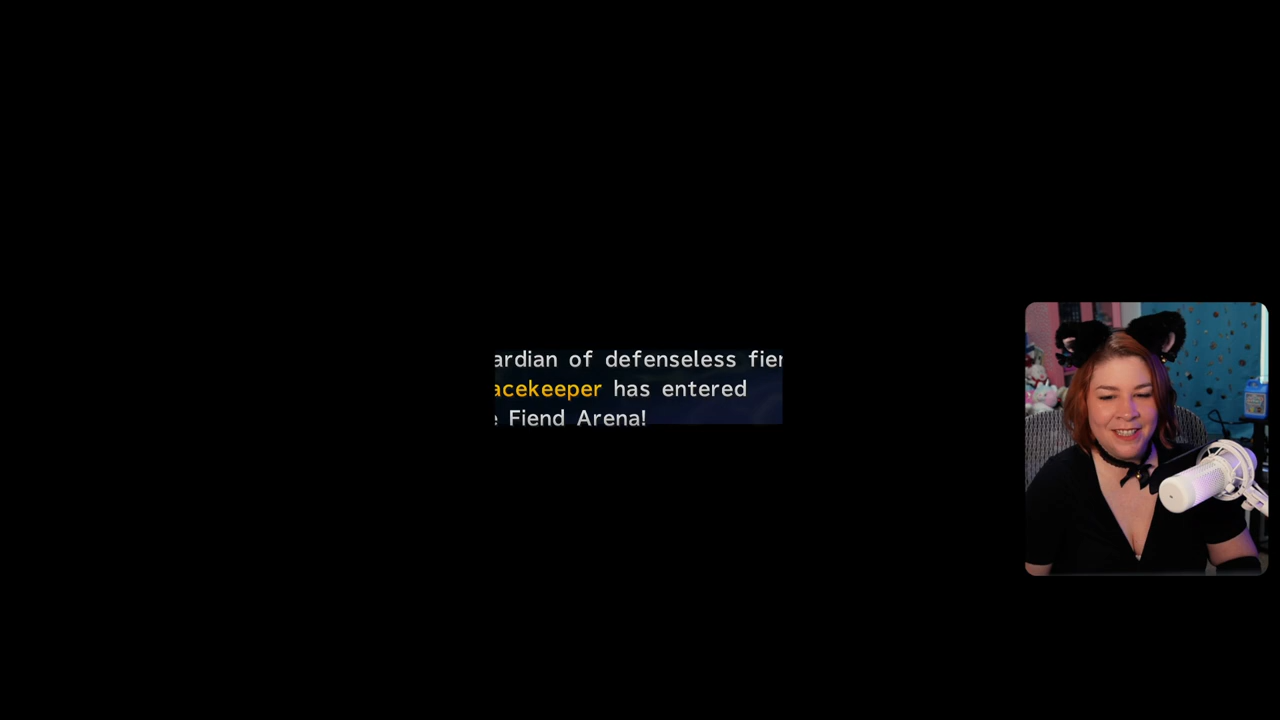 ardian of defenseless fier
acekeeper has entered
e Fiend Arena!